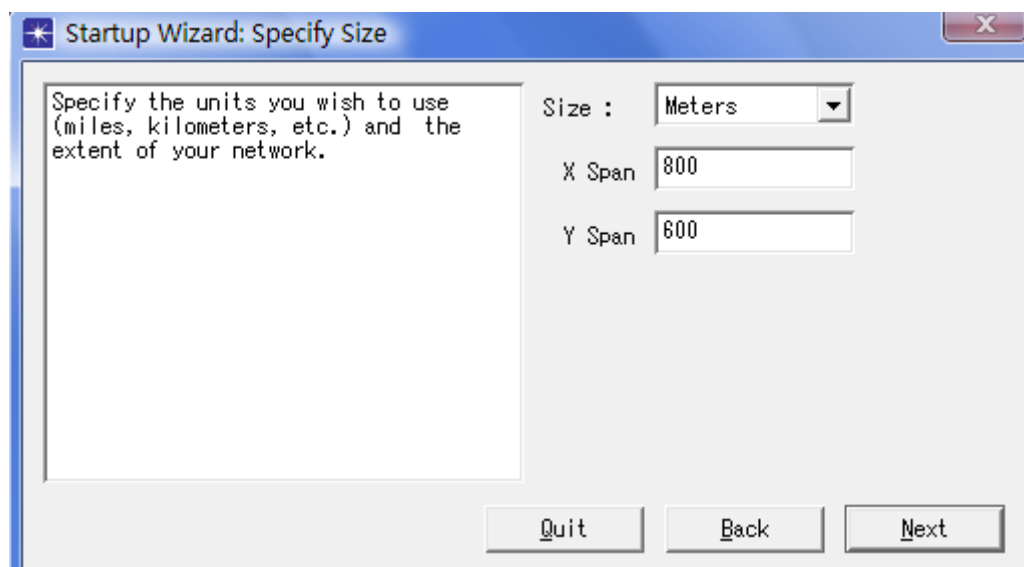 Startup Wizard: Specify Size
X
Specify the units you wish to use
(miles, kilometers, etc.) and the
extent of your network.
Size : Meters
X Span 800
Y Span 600
Quit Back Next